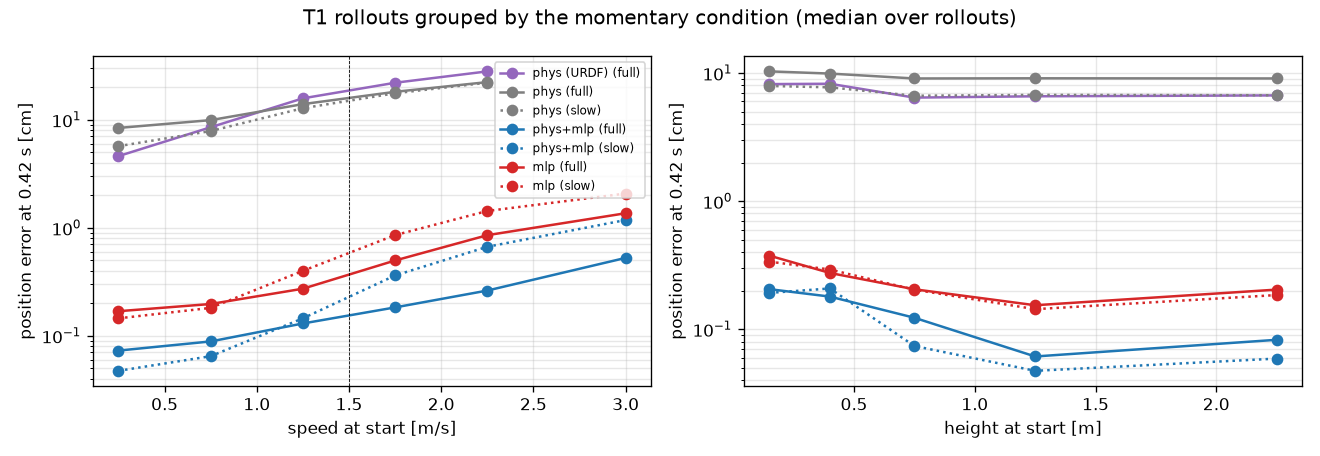 T1 rollouts grouped by the momentary condition (median over rollouts)
position error at 0.42 s [cm]
10¹
10⁰
10⁻¹
0.5 1.0 1.5 2.0 2.5 3.0
speed at start [m/s]
phys (URDF) (full)
phys (full)
phys (slow)
phys+mlp (full)
phys+mlp (slow)
mlp (full)
mlp (slow)
position error at 0.42 s [cm]
10¹
10⁰
10⁻¹
0.5 1.0 1.5 2.0
height at start [m]